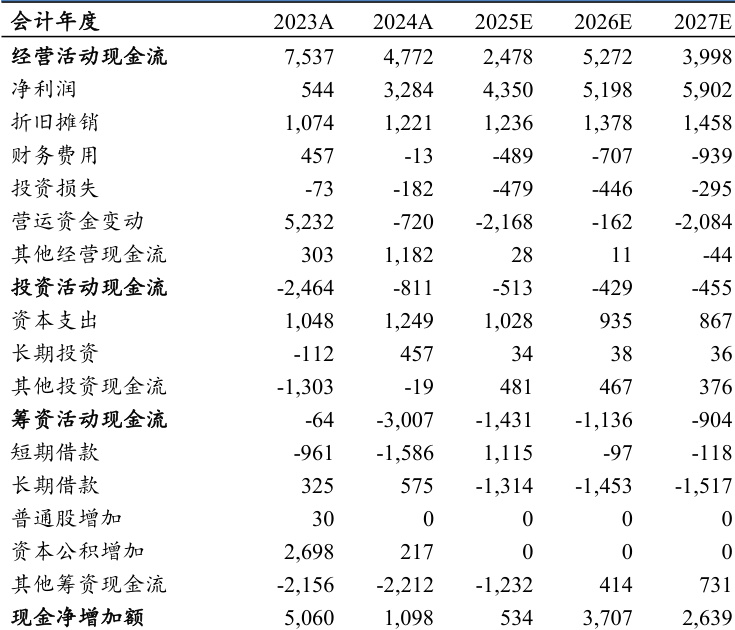 会计年度 2023A 2024A 2025E 2026E 2027E
经营活动现金流 7,537 4,772 2,478 5,272 3,998
净利润 544 3,284 4,350 5,198 5,902
折旧摊销 1,074 1,221 1,236 1,378 1,458
财务费用 457 -13 -489 -707 -939
投资损失 -73 -182 -479 -446 -295
营运资金变动 5,232 -720 -2,168 -162 -2,084
其他经营现金流 303 1,182 28 11 -44
投资活动现金流 -2,464 -811 -513 -429 -455
资本支出 1,048 1,249 1,028 935 867
长期投资 -112 457 34 38 36
其他投资现金流 -1,303 -19 481 467 376
筹资活动现金流 -64 -3,007 -1,431 -1,136 -904
短期借款 -961 -1,586 1,115 -97 -118
长期借款 325 575 -1,314 -1,453 -1,517
普通股增加 30 0 0 0 0
资本公积增加 2,698 217 0 0 0
其他筹资现金流 -2,156 -2,212 -1,232 414 731
现金净增加额 5,060 1,098 534 3,707 2,639